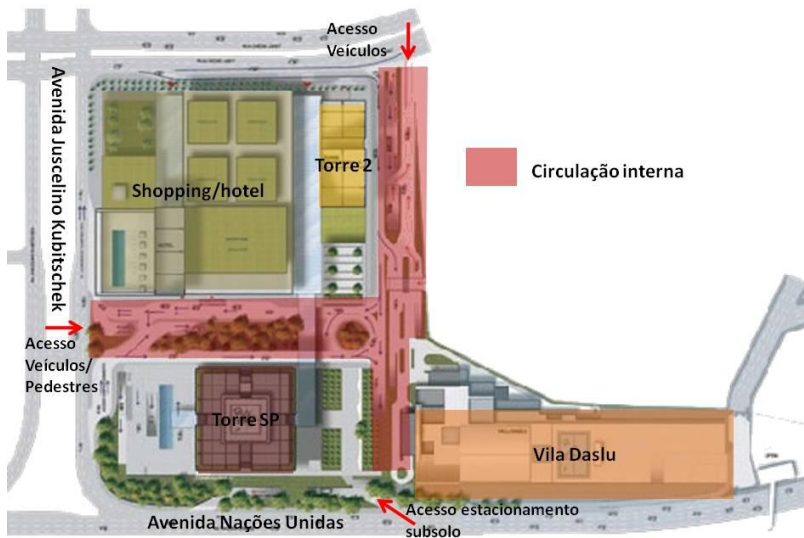 Acesso
Veículos
Avenida Juscelino Kubitschek
Torre 2
Shopping/hotel
Circulação interna
HOTEL
Acesso
Veículos/
Pedestres
Torre SP
Vila Daslu
Avenida Nações Unidas
Acesso estacionamento
subsolo